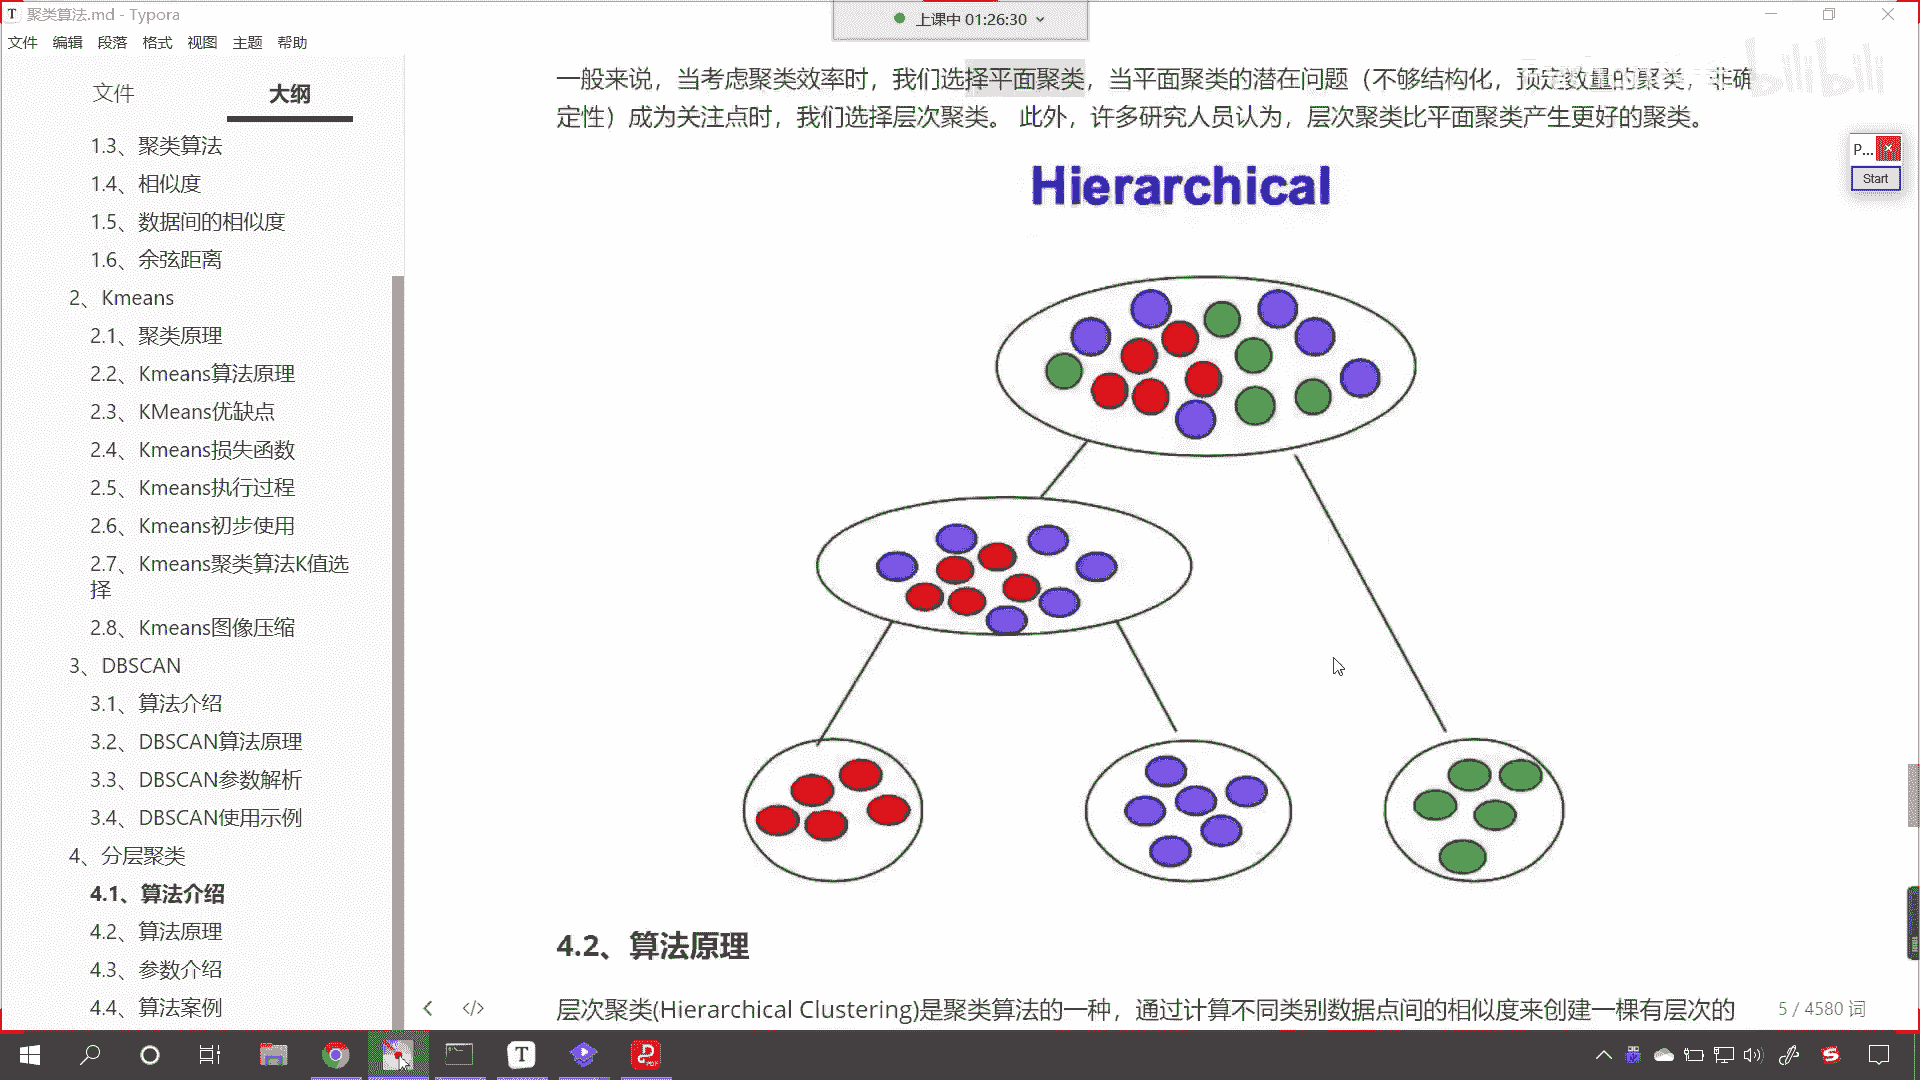 聚类算法.md - Typora
上课中 01:26:30
文件 编辑 段落 格式 视图 主题 帮助
文件 大纲
1.3、聚类算法
1.4、相似度
1.5、数据间的相似度
1.6、余弦距离
2、Kmeans
2.1、聚类原理
2.2、Kmeans算法原理
2.3、KMeans优缺点
2.4、Kmeans损失函数
2.5、Kmeans执行过程
2.6、Kmeans初步使用
2.7、Kmeans聚类算法K值选
择
2.8、Kmeans图像压缩
3、DBSCAN
3.1、算法介绍
3.2、DBSCAN算法原理
3.3、DBSCAN参数解析
3.4、DBSCAN使用示例
4、分层聚类
4.1、算法介绍
4.2、算法原理
4.3、参数介绍
4.4、算法案例
一般来说，当考虑聚类效率时，我们选择平面聚类，当平面聚类的潜在问题（不够结构化，预定数量的聚类，非确
定性）成为关注点时，我们选择层次聚类。 此外，许多研究人员认为，层次聚类比平面聚类产生更好的聚类。
bilibili
P...
Start
Hierarchical
4.2、算法原理
层次聚类(Hierarchical Clustering)是聚类算法的一种，通过计算不同类别数据点间的相似度来创建一棵有层次的
5 / 4580 词